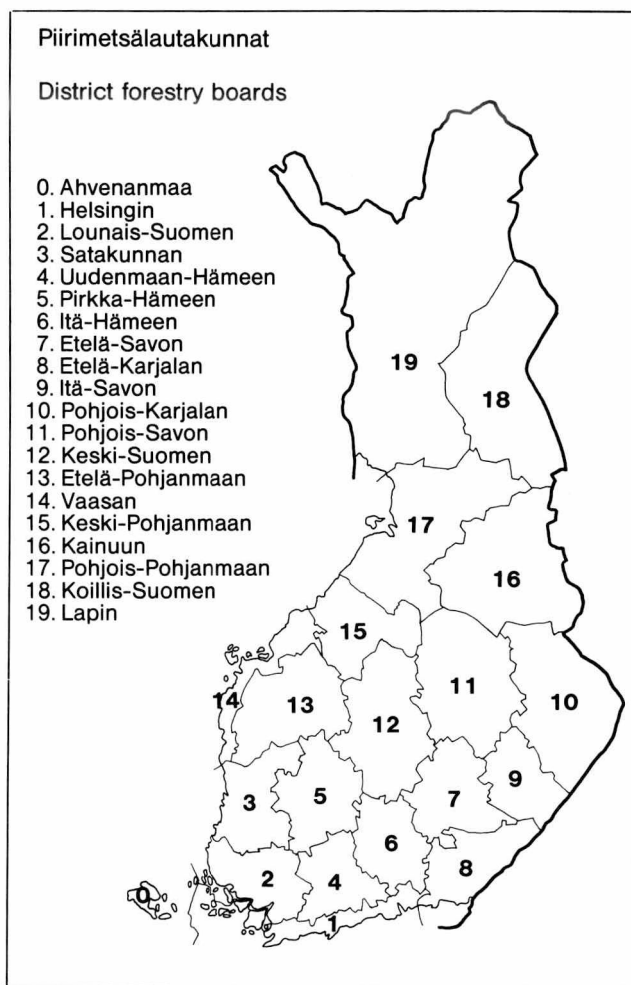 Piirimetsälautakunnat
District forestry boards
0. Ahvenanmaa
1. Helsingin
2. Lounais-Suomen
3. Satakunnan
4. Uudenmaan-Hämeen
5. Pirkka-Hämeen
6. Itä-Hämeen
7. Etelä-Savon
8. Etelä-Karjalan
9. Itä-Savon
10. Pohjois-Karjalan
11. Pohjois-Savon
12. Keski-Suomen
13. Etelä-Pohjanmaan
14. Vaasan
15. Keski-Pohjanmaan
16. Kainuun
17. Pohjois-Pohjanmaan
18. Koillis-Suomen
19. Lapin
19
18
17
16
15
14
13
12
11
10
9
3
5
7
6
8
0
2
4
1